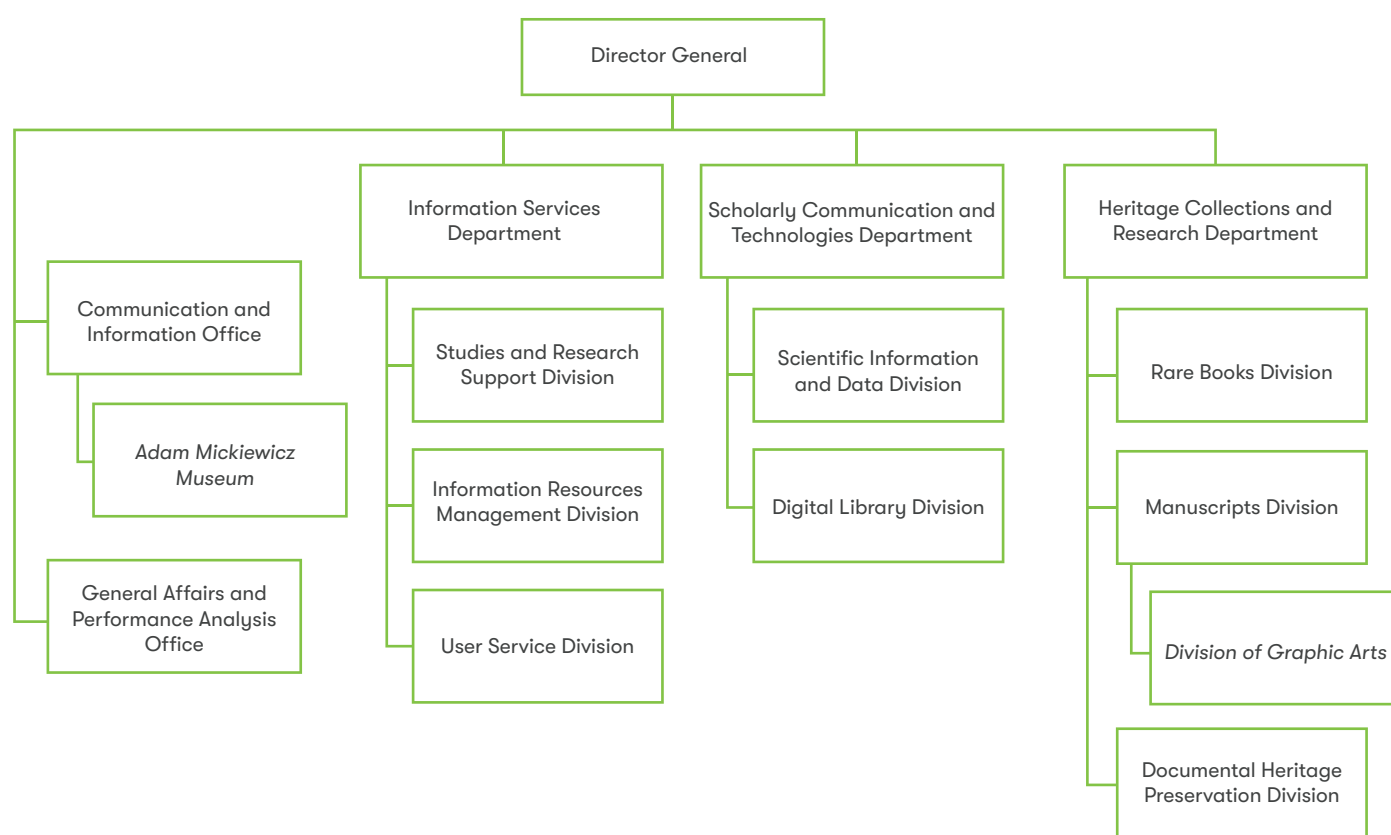 Director General
Communication and
Information Office
Adam Mickiewicz
Museum
General Affairs and
Performance Analysis
Office
Information Services
Department
Studies and Research
Support Division
Information Resources
Management Division
User Service Division
Scholarly Communication and
Technologies Department
Scientific Information
and Data Division
Digital Library Division
Heritage Collections and
Research Department
Rare Books Division
Manuscripts Division
Division of Graphic Arts
Documental Heritage
Preservation Division